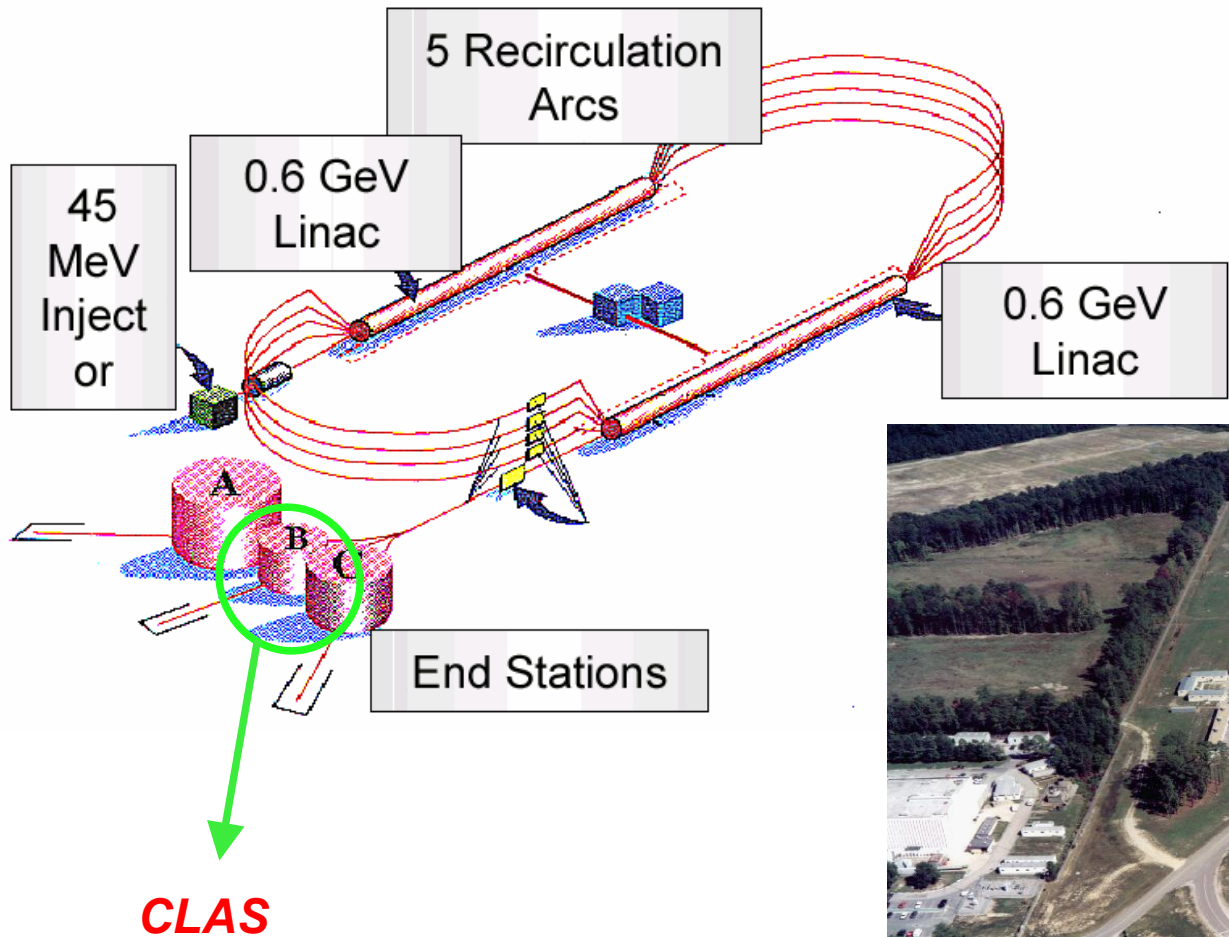 5 Recirculation
Arcs
0.6 GeV
Linac
45
MeV
Inject
or
0.6 GeV
Linac
A
B
C
End Stations
CLAS